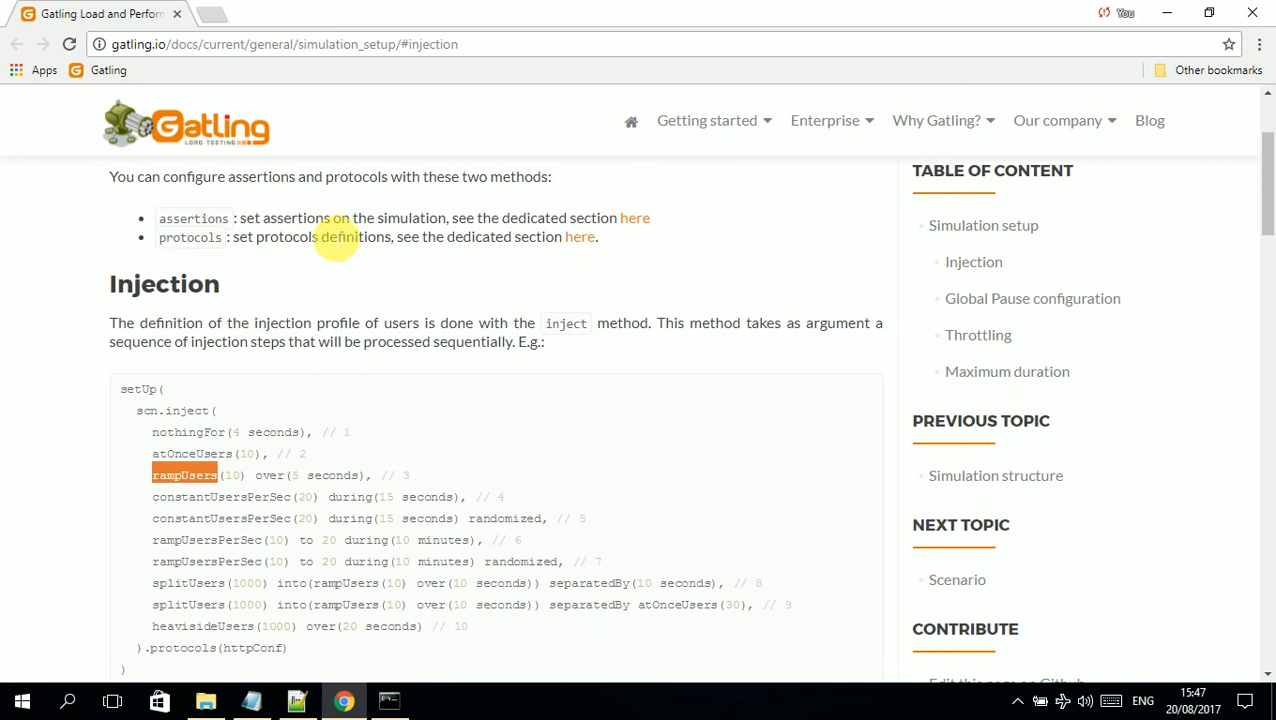 Gatling Load and Perforn
You
gatling.io/docs/current/general/simulation_setup/#injection
Apps
Gatling
Other bookmarks
Gatling
LOAD TESTING
Getting started
Enterprise
Why Gatling?
Our company
Blog
You can configure assertions and protocols with these two methods:
• assertions : set assertions on the simulation, see the dedicated section here
• protocols : set protocols definitions, see the dedicated section here.
Injection
The definition of the injection profile of users is done with the inject method. This method takes as argument a
sequence of injection steps that will be processed sequentially. E.g.:
setUp(
scn.inject(
nothingFor(4 seconds), // 1
atOnceUsers(10), // 2
rampUsers(10) over(5 seconds), // 3
constantUsersPerSec(20) during(15 seconds), // 4
constantUsersPerSec(20) during(15 seconds) randomized, // 5
rampUsersPerSec(10) to 20 during(10 minutes), // 6
rampUsersPerSec(10) to 20 during(10 minutes) randomized, // 7
splitUsers(1000) into(rampUsers(10) over(10 seconds)) separatedBy(10 seconds), // 8
splitUsers(1000) into(rampUsers(10) over(10 seconds)) separatedBy atOnceUsers(30), // 9
heavisideUsers(1000) over(20 seconds) // 10
).protocols(httpConf)
)
TABLE OF CONTENT
Simulation setup
Injection
Global Pause configuration
Throttling
Maximum duration
PREVIOUS TOPIC
Simulation structure
NEXT TOPIC
Scenario
CONTRIBUTE
Edit this page on Github
ENG
15:47
20/08/2017